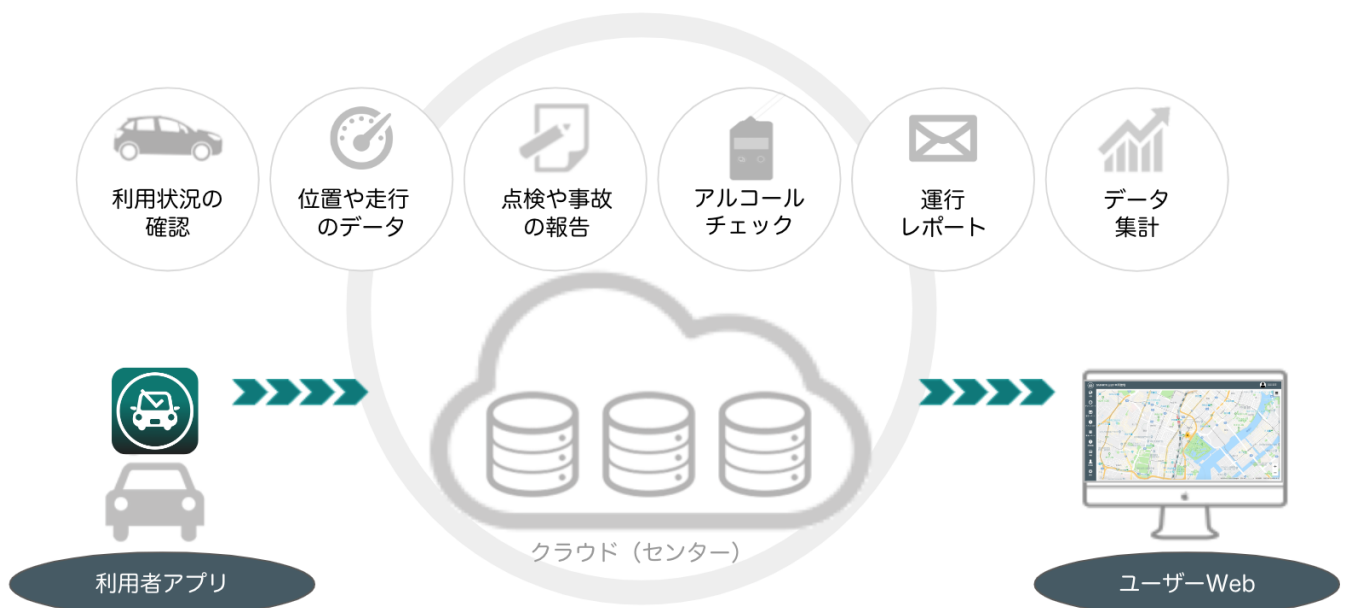 利用状況の
確認
位置や走行
のデータ
点検や事故
の報告
アルコール
チェック
運行
レポート
データ
集計
クラウド（センター）
利用者アプリ
ユーザーWeb